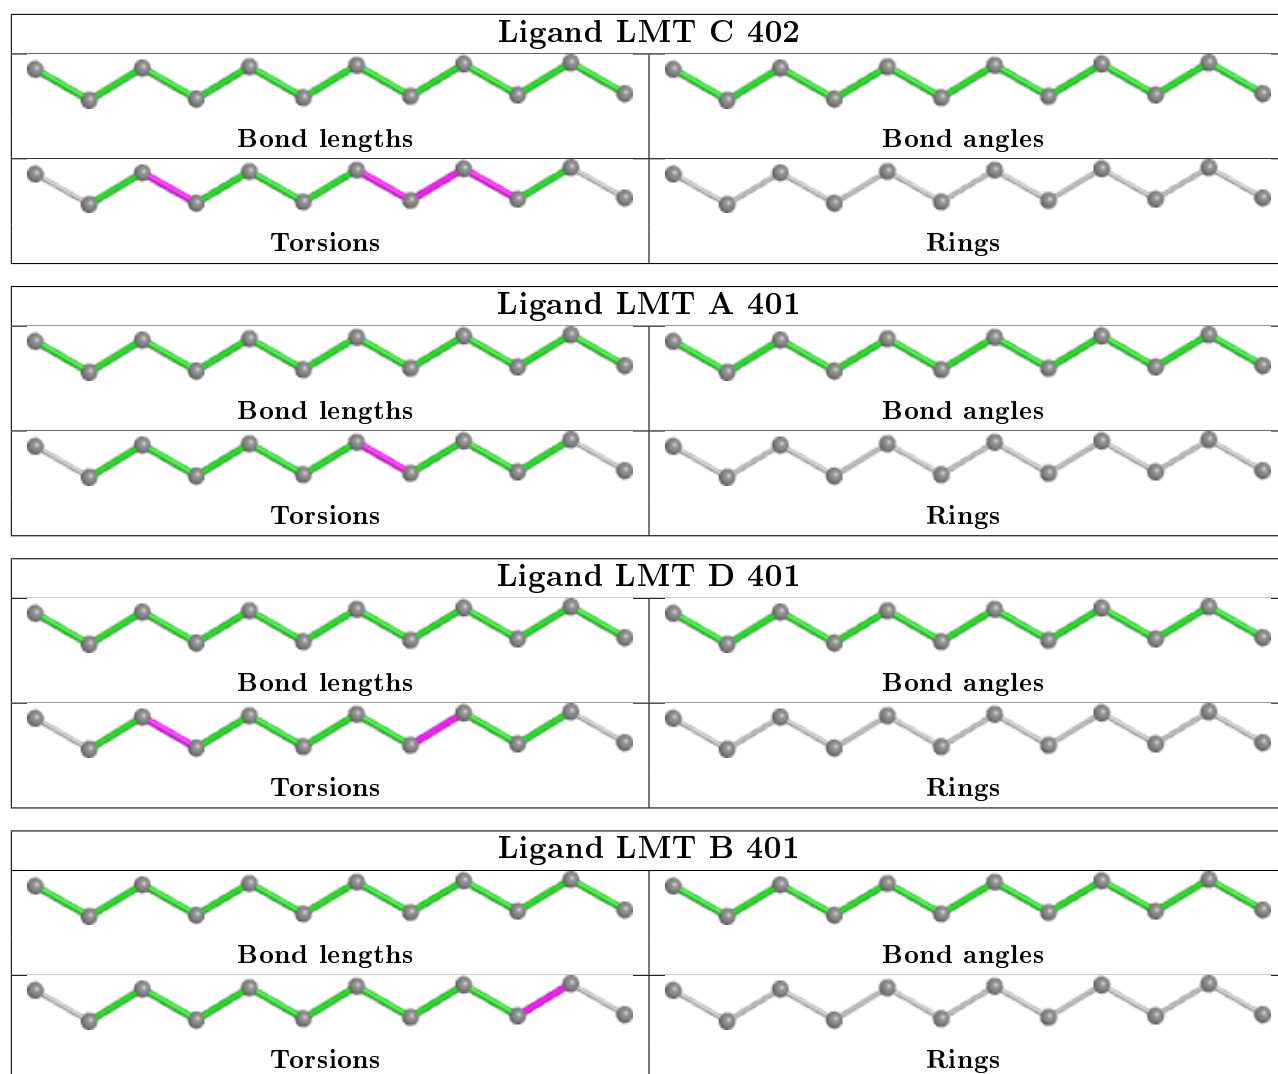 Ligand LMT C 402
Bond lengths Bond angles
Torsions Rings
Ligand LMT A 401
Bond lengths Bond angles
Torsions Rings
Ligand LMT D 401
Bond lengths Bond angles
Torsions Rings
Ligand LMT B 401
Bond lengths Bond angles
Torsions Rings